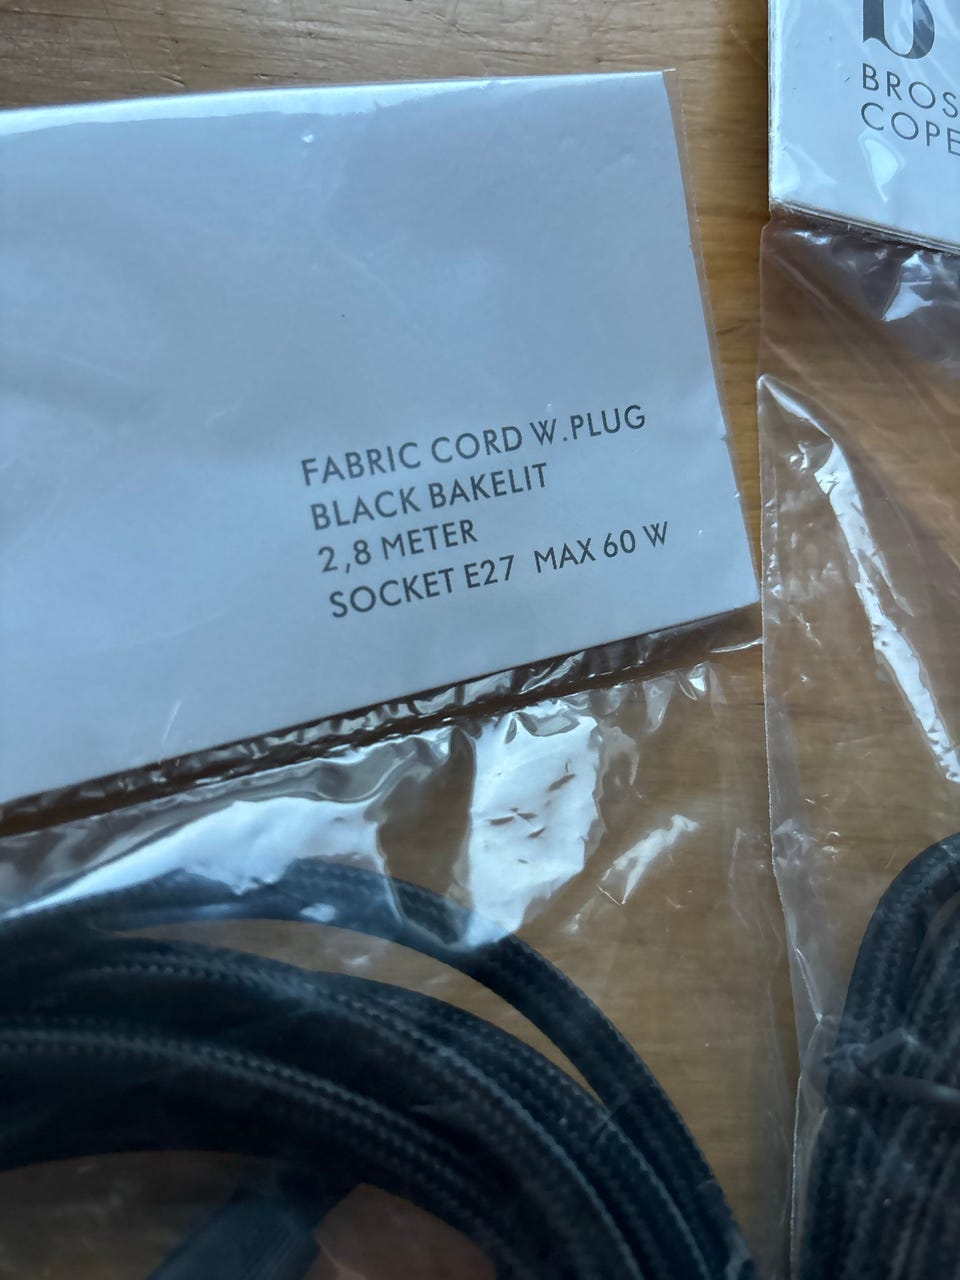 FABRIC CORD W.PLUG
BLACK BAKELIT
2,8 METER
SOCKET E27 MAX 60 W
BROS
COPE